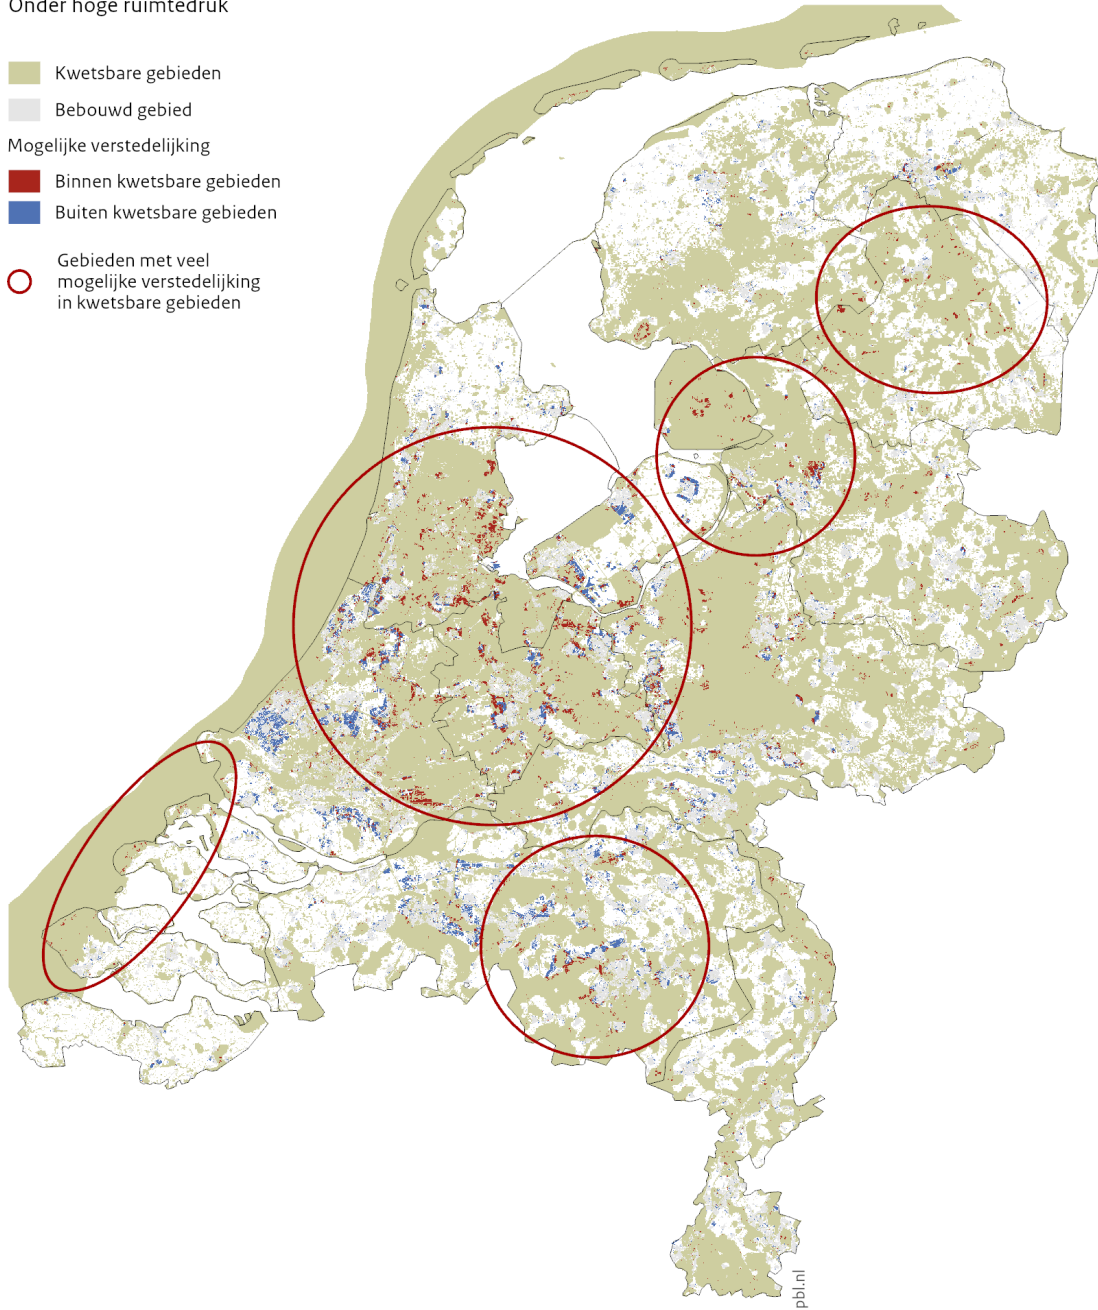 Onder hoge ruimtedruk
Kwetsbare gebieden
Bebouwd gebied
Mogelijke verstedelijking
Binnen kwetsbare gebieden
Buiten kwetsbare gebieden
Gebieden met veel
mogelijke verstedelijking
in kwetsbare gebieden
pbl.nl